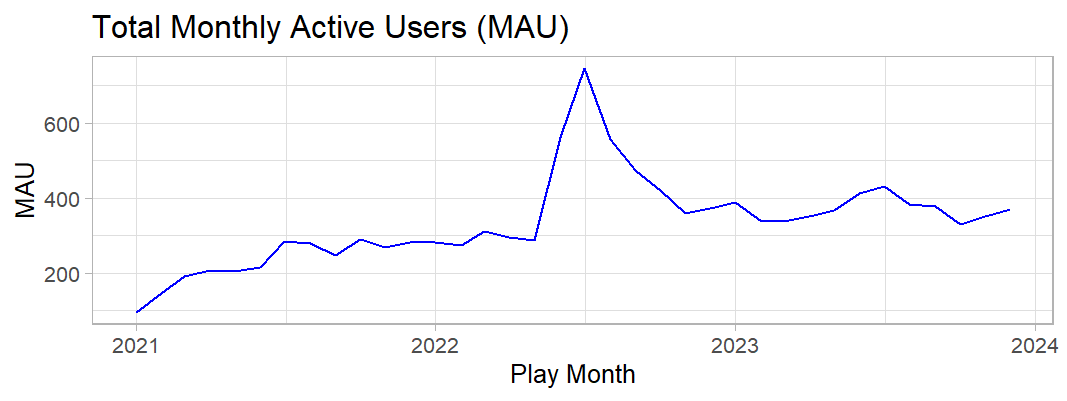 Total Monthly Active Users (MAU)
600
400
200
MAU
2021 2022 2023 2024
Play Month